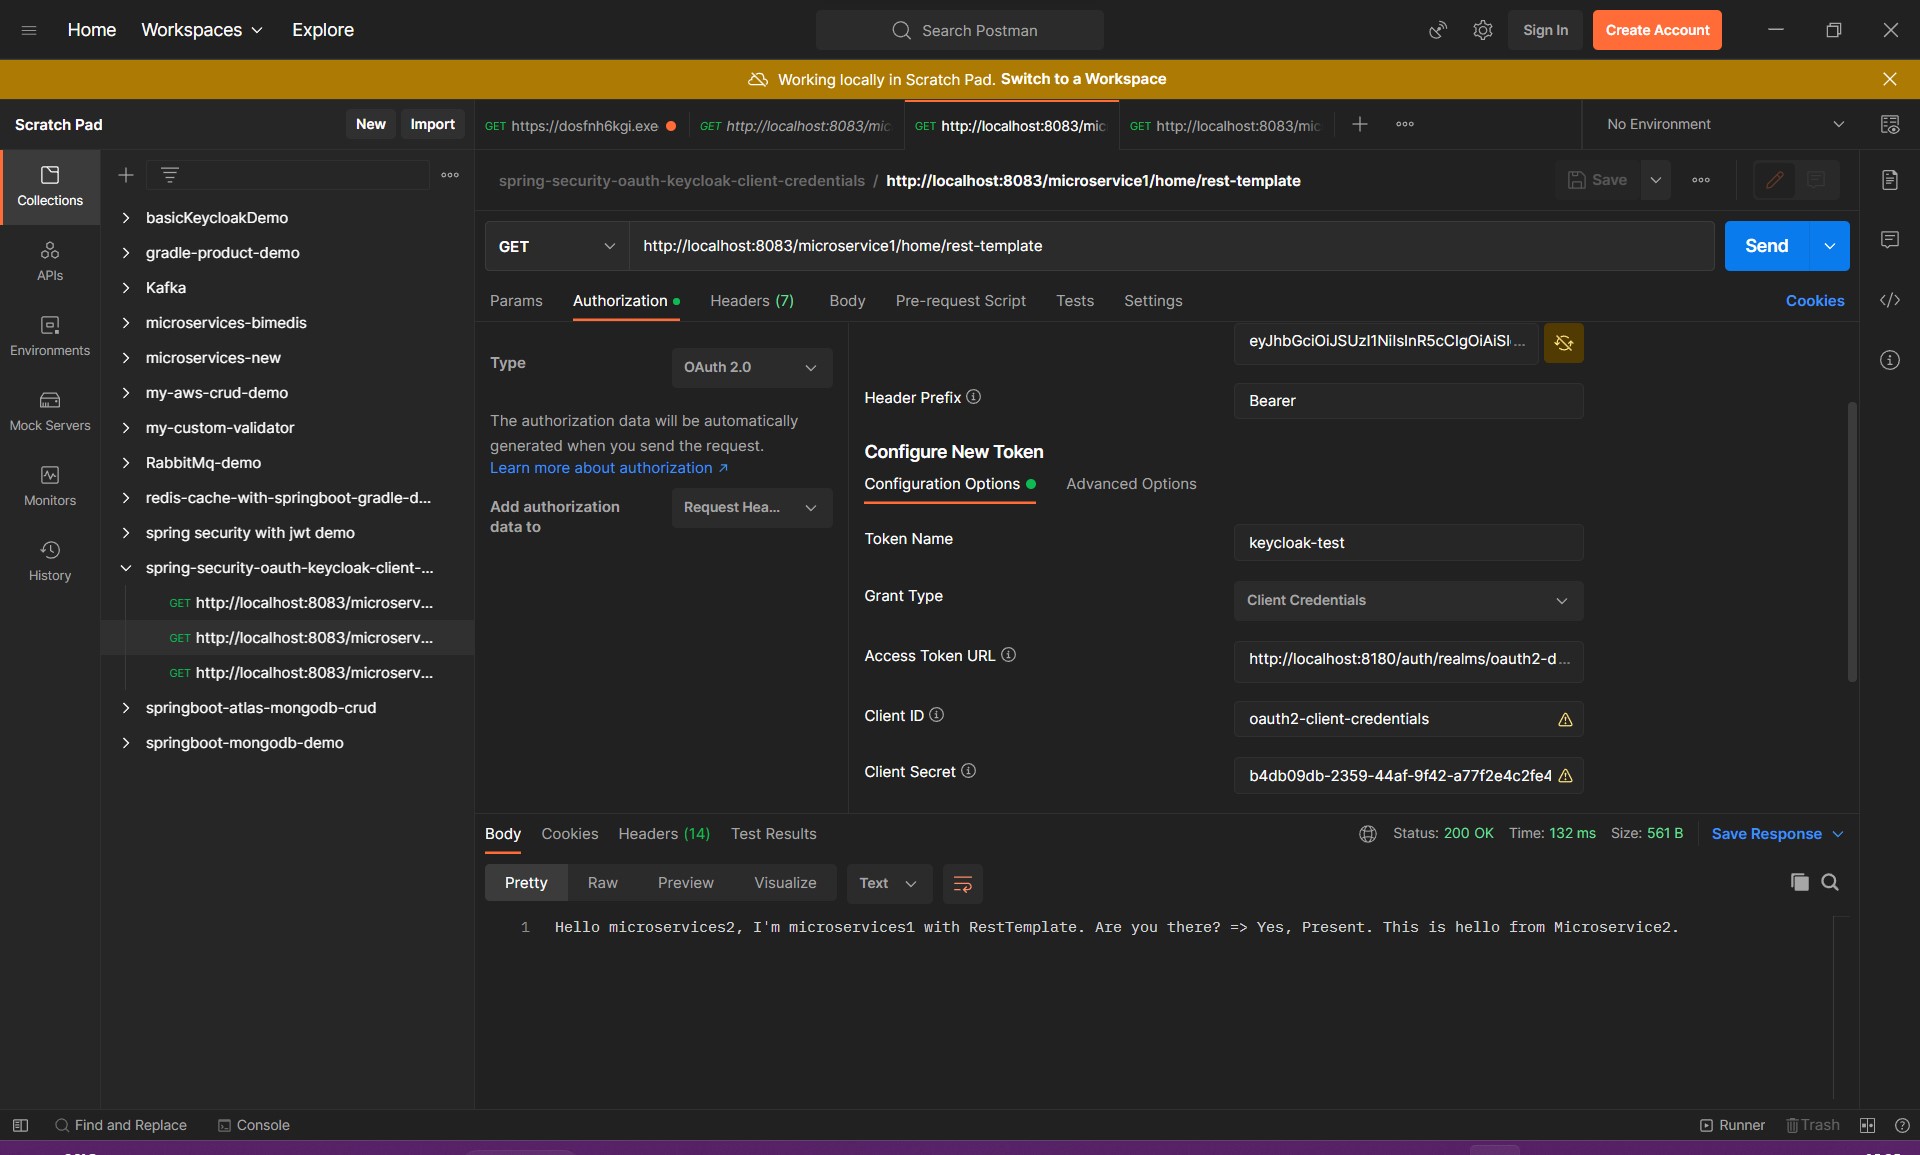 Home
Workspaces
Explore
Search Postman
Sign In
Create Account
Working locally in Scratch Pad. Switch to a Workspace
Scratch Pad
New
Import
GET https://dosfnh6kgi.exe
GET http://localhost:8083/mic
GET http://localhost:8083/mic
GET http://localhost:8083/mic
No Environment
Collections
APIs
Environments
Mock Servers
Monitors
History
basicKeycloakDemo
gradle-product-demo
Kafka
microservices-bimedis
microservices-new
my-aws-crud-demo
my-custom-validator
RabbitMq-demo
redis-cache-with-springboot-gradle-d...
spring security with jwt demo
spring-security-oauth-keycloak-client-...
GET http://localhost:8083/microserv...
GET http://localhost:8083/microserv...
GET http://localhost:8083/microserv...
springboot-atlas-mongodb-crud
springboot-mongodb-demo
spring-security-oauth-keycloak-client-credentials / http://localhost:8083/microservice1/home/rest-template
Save
GET
http://localhost:8083/microservice1/home/rest-template
Send
Params
Authorization
Headers (7)
Body
Pre-request Script
Tests
Settings
Cookies
Type
OAuth 2.0
The authorization data will be automatically
generated when you send the request.
Learn more about authorization ↗
Add authorization
data to
Request Hea...
eyJhbGciOiJSUzI1NiIsInR5cCIgOiAiSl...
Header Prefix
Bearer
Configure New Token
Configuration Options
Advanced Options
Token Name
keycloak-test
Grant Type
Client Credentials
Access Token URL
http://localhost:8180/auth/realms/oauth2-d...
Client ID
oauth2-client-credentials
Client Secret
b4db09db-2359-44af-9f42-a77f2e4c2fe4
Body
Cookies
Headers (14)
Test Results
Status: 200 OK
Time: 132 ms
Size: 561 B
Save Response
Pretty
Raw
Preview
Visualize
Text
1 Hello microservices2, I'm microservices1 with RestTemplate. Are you there? => Yes, Present. This is hello from Microservice2.
Find and Replace
Console
Runner
Trash